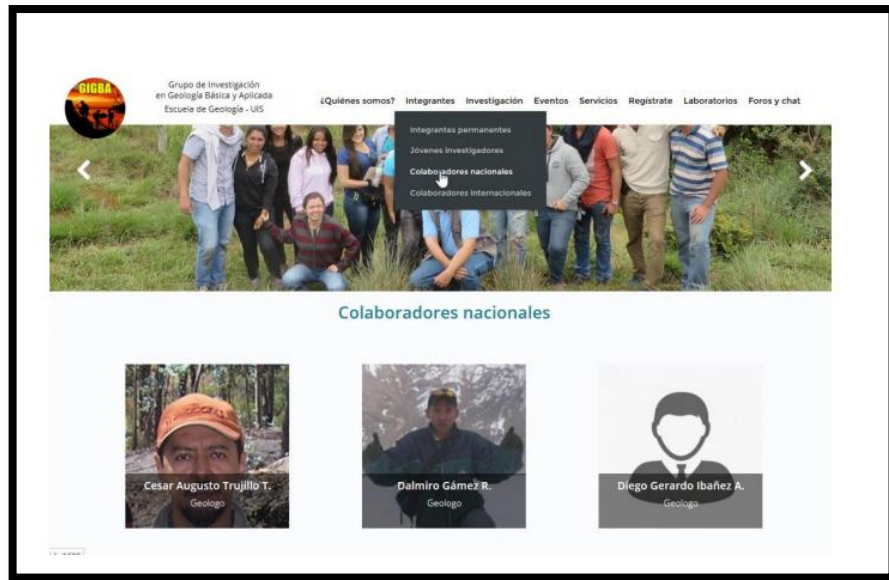 GIGBA
Grupo de Investigación
en Geología Básica y Aplicada
Escuela de Geología - UIS
¿Quiénes somos? Integrantes Investigación Eventos Servicios Regístrate Laboratorios Foros y chat
Integrantes permanentes
Jóvenes investigadores
Colaboradores nacionales
Colaboradores internacionales
Colaboradores nacionales
Cesar Augusto Trujillo T.
Geologo
Dalmiro Gámez R.
Geologo
Diego Gerardo Ibañez A.
Geologo